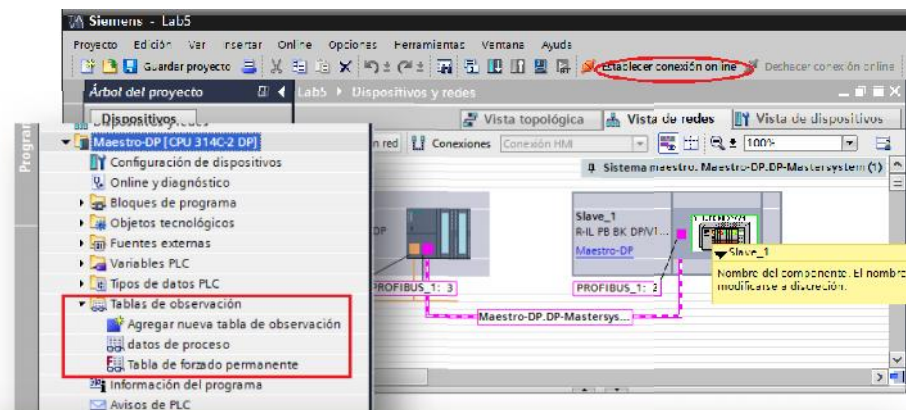 Siemens - Lab5
Proyecto Edición Ver Insertar Online Opciones Herramientas Ventana Ayuda
Guardar proyecto Establecer conexión online Deshacer conexión online
Árbol del proyecto Lab5 Dispositivos y redes
Dispositivos Vista topológica Vista de redes Vista de dispositivos
Maestro-DP [CPU 314C-2 DP] en red Conexiones Conexión HMI 100%
Configuración de dispositivos
Sistema maestro: Maestro-DP.DP-Mastersystem (1)
Online y diagnóstico
Bloques de programa
Objetos tecnológicos
Fuentes externas
Variables PLC
Tipos de datos PLC
Tablas de observación
Agregar nueva tabla de observación
datos de proceso
Tabla de forzado permanente
Información del programa
Avisos de PLC
DP
Slave_1
R-IL PB BK DP/V1...
Maestro-DP
Slave_1
Nombre del componente. El nombre
modificarse a discreción.
PROFIBUS_1: 3
PROFIBUS_1: 2
Maestro-DP.DP-Mastersys...
Program